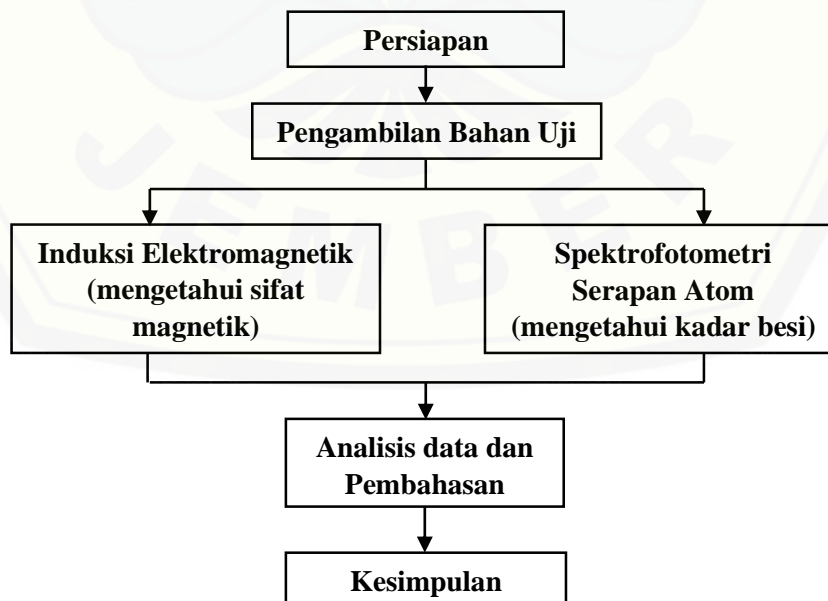 Persiapan
Pengambilan Bahan Uji
Induksi Elektromagnetik
(mengetahui sifat
magnetik)
Spektrofotometri
Serapan Atom
(mengetahui kadar besi)
Analisis data dan
Pembahasan
Kesimpulan
JEMBER